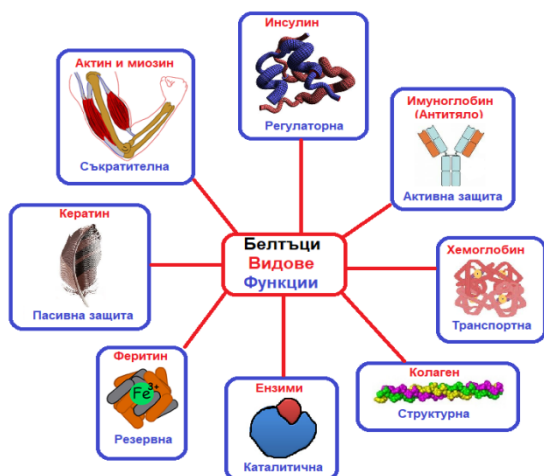 Инсулин
Регулаторна
Актин и миозин
Съкратителна
Имуноглобин
(Антитяло)
Активна защита
Кератин
Пасивна защита
Белтъци
Видове
Функции
Хемоглобин
Транспортна
Феритин
Fe3+
Резервна
Ензими
Каталитична
Колаген
Структурна